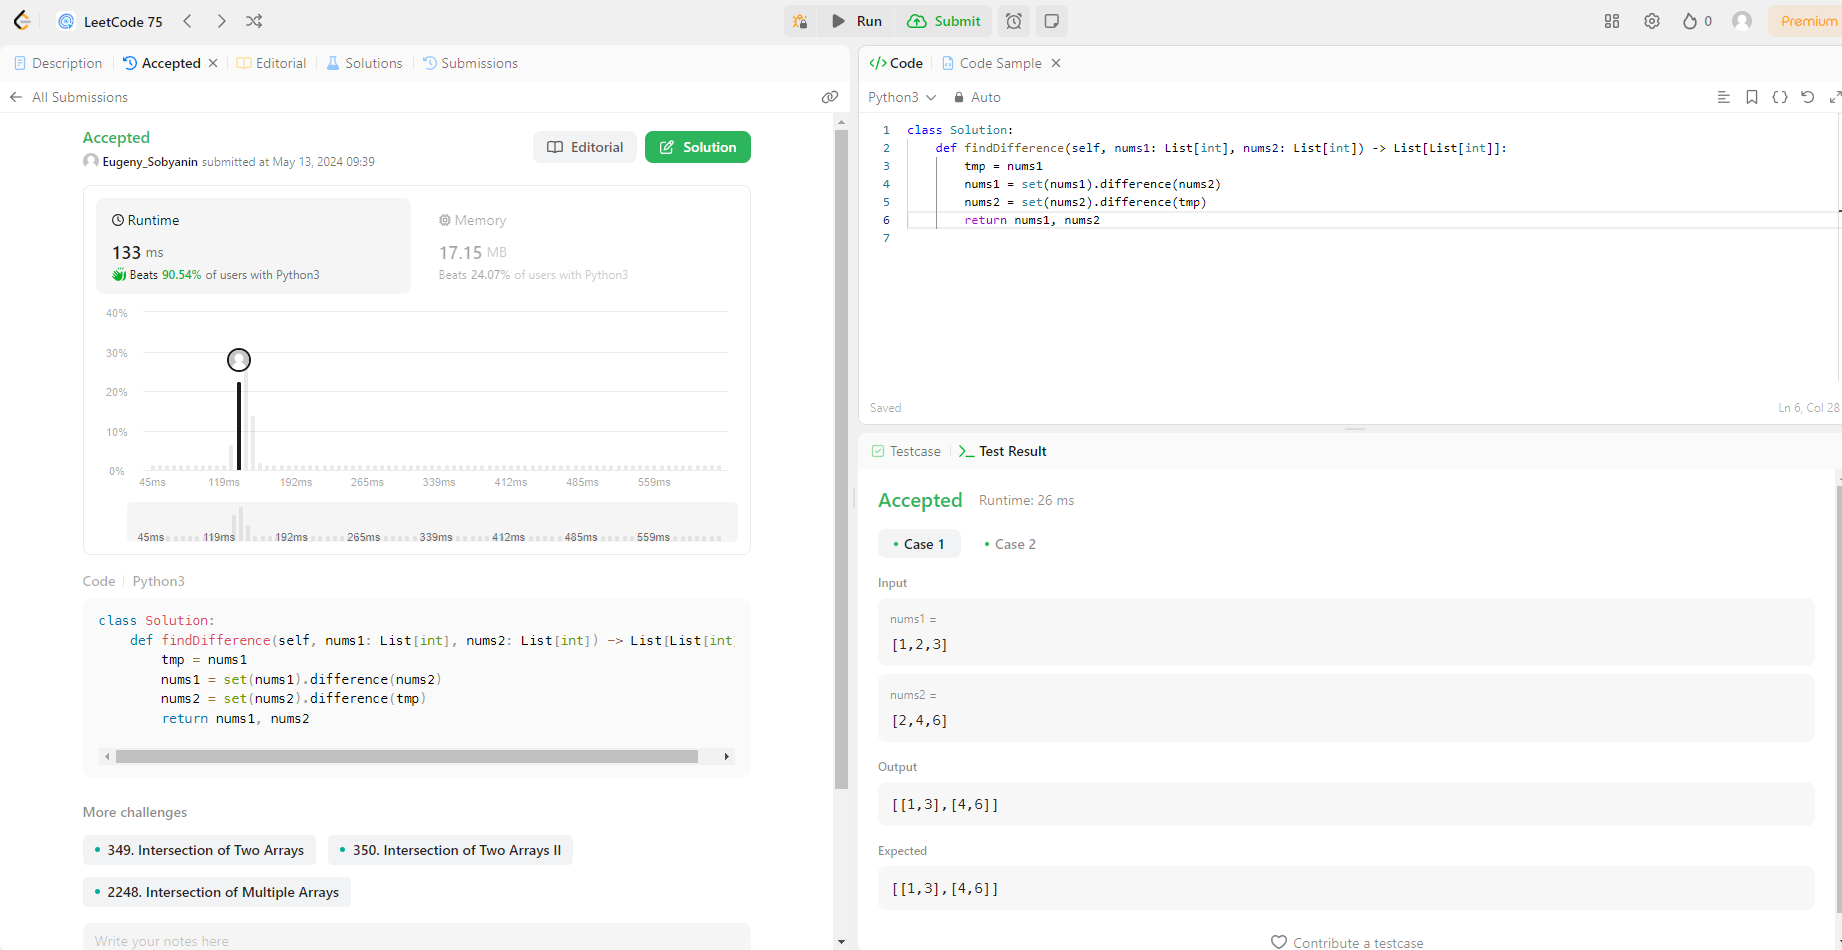 LeetCode 75
Run
Submit
0
Premium
Description
Accepted
Editorial
Solutions
Submissions
All Submissions
Accepted
Eugeny_Sobyanin submitted at May 13, 2024 09:39
Editorial
Solution
Runtime
133 ms
Beats 90.54% of users with Python3
Memory
17.15 MB
Beats 24.07% of users with Python3
40%
30%
20%
10%
0%
45ms 119ms 192ms 265ms 339ms 412ms 485ms 559ms
45ms 119ms 192ms 265ms 339ms 412ms 485ms 559ms
Code
Python3
class Solution:
    def findDifference(self, nums1: List[int], nums2: List[int]) -> List[List[int]
        tmp = nums1
        nums1 = set(nums1).difference(nums2)
        nums2 = set(nums2).difference(tmp)
        return nums1, nums2
More challenges
349. Intersection of Two Arrays
350. Intersection of Two Arrays II
2248. Intersection of Multiple Arrays
Write your notes here
</> Code
Code Sample
Python3
Auto
1 class Solution:
2     def findDifference(self, nums1: List[int], nums2: List[int]) -> List[List[int]]:
3         tmp = nums1
4         nums1 = set(nums1).difference(nums2)
5         nums2 = set(nums2).difference(tmp)
6         return nums1, nums2
7
Saved
Ln 6, Col 28
Testcase
Test Result
Accepted
Runtime: 26 ms
Case 1
Case 2
Input
nums1 =
[1,2,3]
nums2 =
[2,4,6]
Output
[[1,3],[4,6]]
Expected
[[1,3],[4,6]]
Contribute a testcase